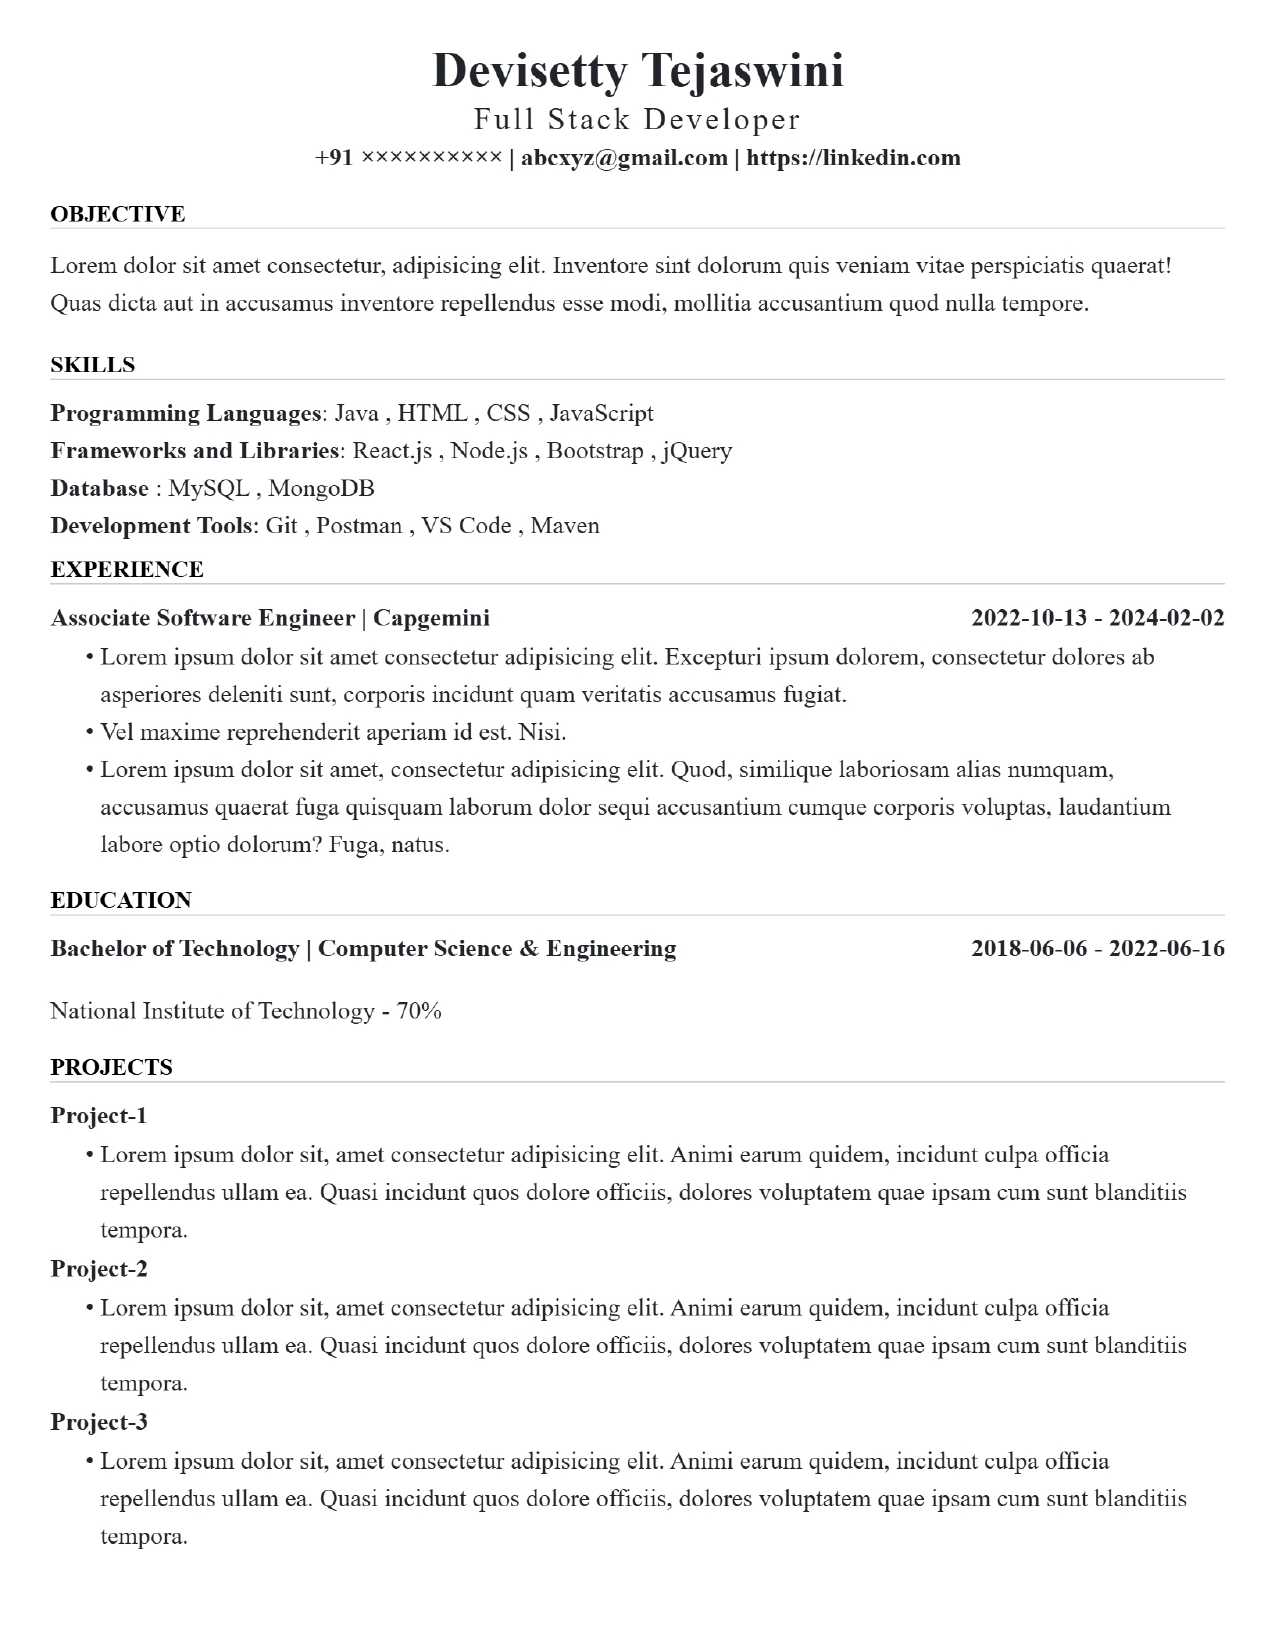 Devisetty Tejaswini
Full Stack Developer
+91 ×××××××××× | abcxyz@gmail.com | https://linkedin.com
OBJECTIVE
Lorem dolor sit amet consectetur, adipisicing elit. Inventore sint dolorum quis veniam vitae perspiciatis quaerat!
Quas dicta aut in accusamus inventore repellendus esse modi, mollitia accusantium quod nulla tempore.
SKILLS
Programming Languages: Java , HTML , CSS , JavaScript
Frameworks and Libraries: React.js , Node.js , Bootstrap , jQuery
Database : MySQL , MongoDB
Development Tools: Git , Postman , VS Code , Maven
EXPERIENCE
Associate Software Engineer | Capgemini 2022-10-13 - 2024-02-02
• Lorem ipsum dolor sit amet consectetur adipisicing elit. Excepturi ipsum dolorem, consectetur dolores ab
asperiores deleniti sunt, corporis incidunt quam veritatis accusamus fugiat.
• Vel maxime reprehenderit aperiam id est. Nisi.
• Lorem ipsum dolor sit amet, consectetur adipisicing elit. Quod, similique laboriosam alias numquam,
accusamus quaerat fuga quisquam laborum dolor sequi accusantium cumque corporis voluptas, laudantium
labore optio dolorum? Fuga, natus.
EDUCATION
Bachelor of Technology | Computer Science & Engineering 2018-06-06 - 2022-06-16
National Institute of Technology - 70%
PROJECTS
Project-1
• Lorem ipsum dolor sit, amet consectetur adipisicing elit. Animi earum quidem, incidunt culpa officia
repellendus ullam ea. Quasi incidunt quos dolore officiis, dolores voluptatem quae ipsam cum sunt blanditiis
tempora.
Project-2
• Lorem ipsum dolor sit, amet consectetur adipisicing elit. Animi earum quidem, incidunt culpa officia
repellendus ullam ea. Quasi incidunt quos dolore officiis, dolores voluptatem quae ipsam cum sunt blanditiis
tempora.
Project-3
• Lorem ipsum dolor sit, amet consectetur adipisicing elit. Animi earum quidem, incidunt culpa officia
repellendus ullam ea. Quasi incidunt quos dolore officiis, dolores voluptatem quae ipsam cum sunt blanditiis
tempora.